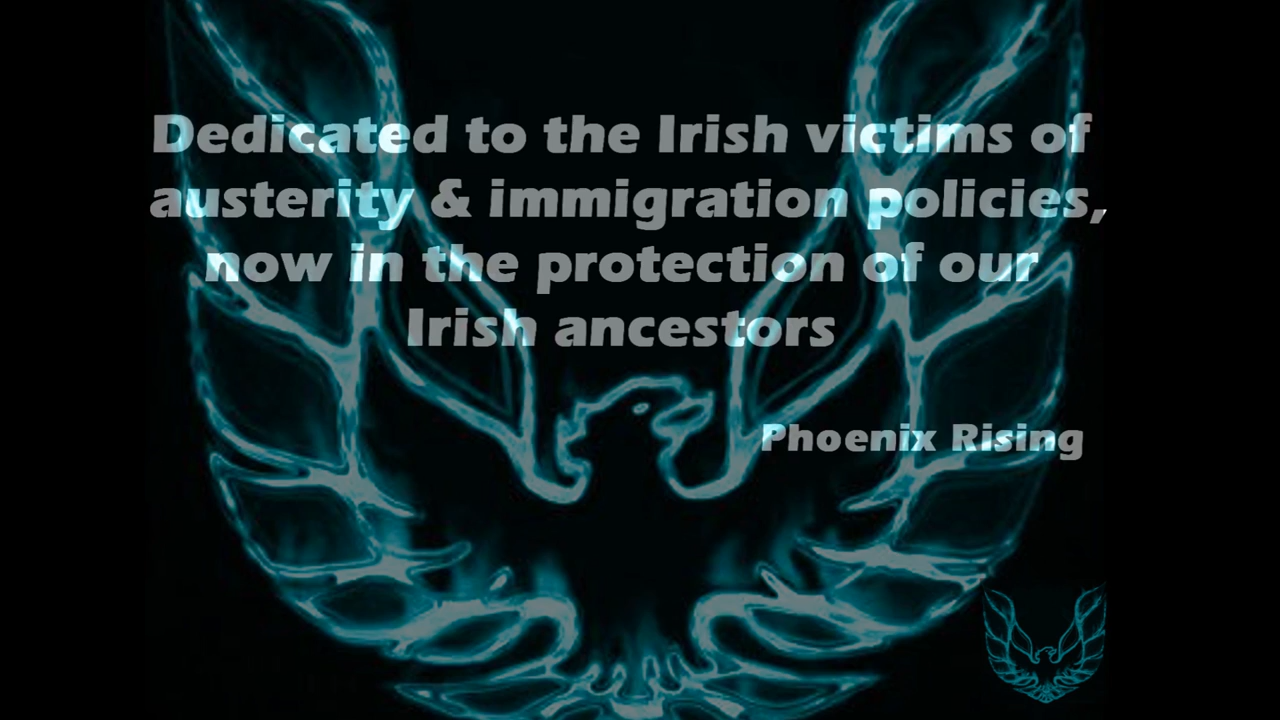 Dedicated to the Irish victims of
austerity & immigration policies,
now in the protection of our
Irish ancestors
Phoenix Rising